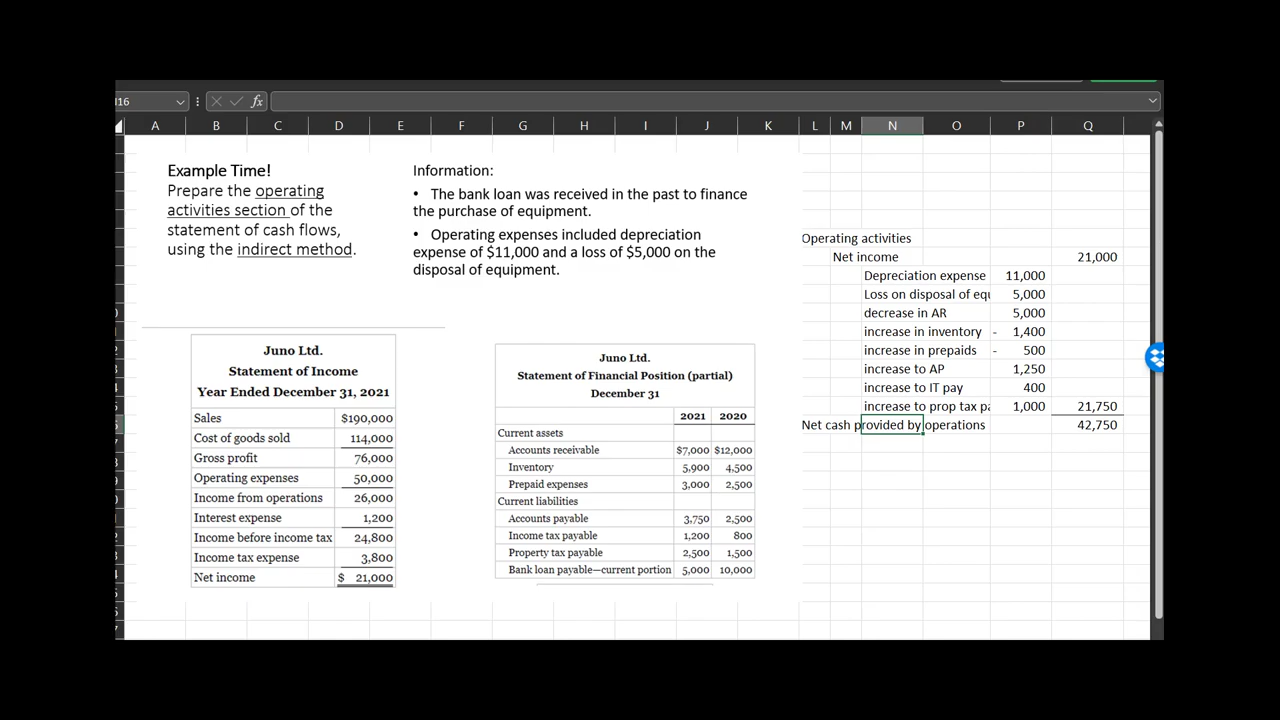 I16
fx
A B C D E F G H I J K L M N O P Q
Example Time!
Prepare the operating
activities section of the
statement of cash flows,
using the indirect method.
Information:
• The bank loan was received in the past to finance
the purchase of equipment.
• Operating expenses included depreciation
expense of $11,000 and a loss of $5,000 on the
disposal of equipment.
Juno Ltd.
Statement of Income
Year Ended December 31, 2021
Sales $190,000
Cost of goods sold 114,000
Gross profit 76,000
Operating expenses 50,000
Income from operations 26,000
Interest expense 1,200
Income before income tax 24,800
Income tax expense 3,800
Net income $ 21,000
Juno Ltd.
Statement of Financial Position (partial)
December 31
2021 2020
Current assets
Accounts receivable $7,000 $12,000
Inventory 5,900 4,500
Prepaid expenses 3,000 2,500
Current liabilities
Accounts payable 3,750 2,500
Income tax payable 1,200 800
Property tax payable 2,500 1,500
Bank loan payable—current portion 5,000 10,000
Operating activities
Net income 21,000
Depreciation expense 11,000
Loss on disposal of equ 5,000
decrease in AR 5,000
increase in inventory - 1,400
increase in prepaids - 500
increase to AP 1,250
increase to IT pay 400
increase to prop tax pa 1,000 21,750
Net cash provided by operations 42,750